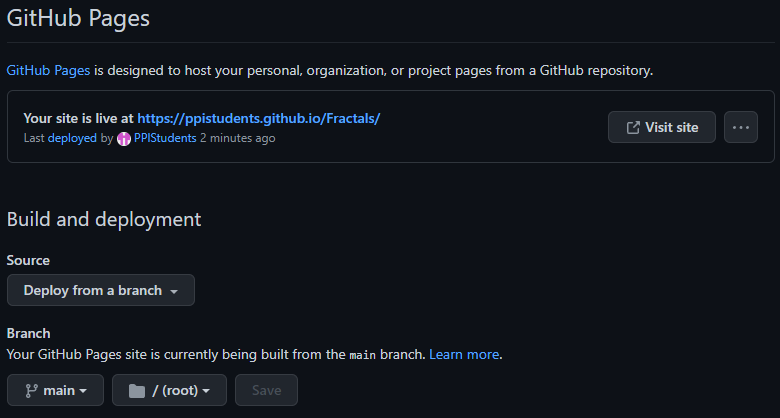 GitHub Pages
GitHub Pages is designed to host your personal, organization, or project pages from a GitHub repository.
Your site is live at https://ppistudents.github.io/Fractals/
Last deployed by PPIStudents 2 minutes ago
Visit site
Build and deployment
Source
Deploy from a branch
Branch
Your GitHub Pages site is currently being built from the main branch. Learn more.
main
/ (root)
Save